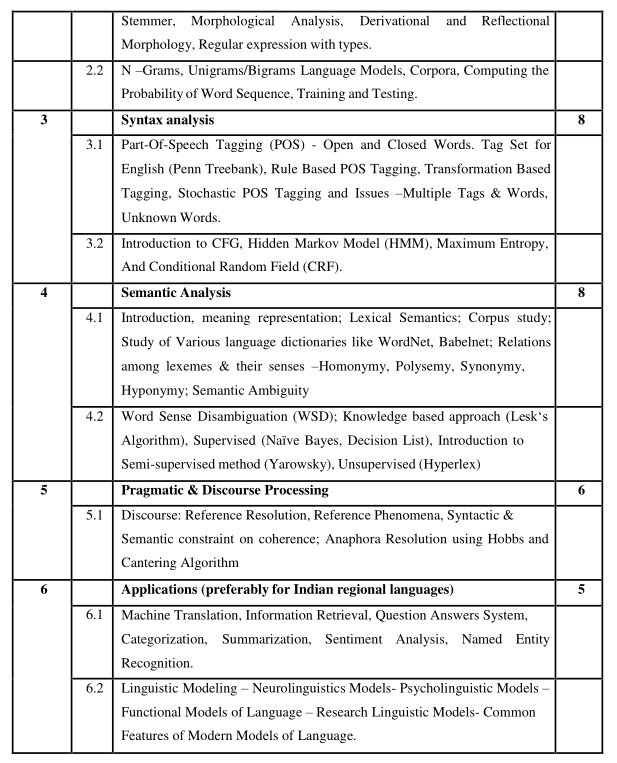 Stemmer, Morphological Analysis, Derivational and Reflectional
Morphology, Regular expression with types.
2.2 N –Grams, Unigrams/Bigrams Language Models, Corpora, Computing the
Probability of Word Sequence, Training and Testing.
3 Syntax analysis 8
3.1 Part-Of-Speech Tagging (POS) - Open and Closed Words. Tag Set for
English (Penn Treebank), Rule Based POS Tagging, Transformation Based
Tagging, Stochastic POS Tagging and Issues –Multiple Tags & Words,
Unknown Words.
3.2 Introduction to CFG, Hidden Markov Model (HMM), Maximum Entropy,
And Conditional Random Field (CRF).
4 Semantic Analysis 8
4.1 Introduction, meaning representation; Lexical Semantics; Corpus study;
Study of Various language dictionaries like WordNet, Babelnet; Relations
among lexemes & their senses –Homonymy, Polysemy, Synonymy,
Hyponymy; Semantic Ambiguity
4.2 Word Sense Disambiguation (WSD); Knowledge based approach (Lesk‘s
Algorithm), Supervised (Naïve Bayes, Decision List), Introduction to
Semi-supervised method (Yarowsky), Unsupervised (Hyperlex)
5 Pragmatic & Discourse Processing 6
5.1 Discourse: Reference Resolution, Reference Phenomena, Syntactic &
Semantic constraint on coherence; Anaphora Resolution using Hobbs and
Cantering Algorithm
6 Applications (preferably for Indian regional languages) 5
6.1 Machine Translation, Information Retrieval, Question Answers System,
Categorization, Summarization, Sentiment Analysis, Named Entity
Recognition.
6.2 Linguistic Modeling – Neurolinguistics Models- Psycholinguistic Models –
Functional Models of Language – Research Linguistic Models- Common
Features of Modern Models of Language.